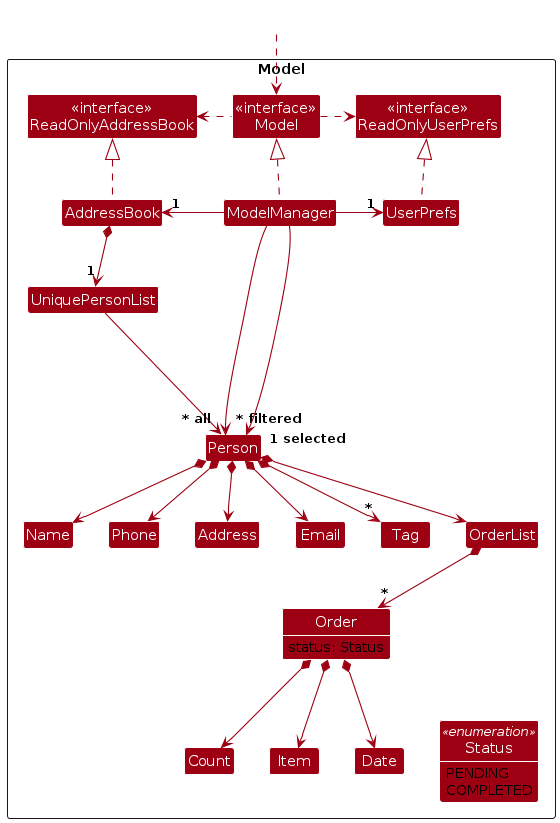 Model
«interface»
ReadOnlyAddressBook
«interface»
Model
«interface»
ReadOnlyUserPrefs
AddressBook
1
ModelManager
1
UserPrefs
1
UniquePersonList
* all
* filtered
1 selected
Person
*
Name
Phone
Address
Email
Tag
OrderList
*
Order
status: Status
«enumeration»
Status
PENDING
COMPLETED
Count
Item
Date